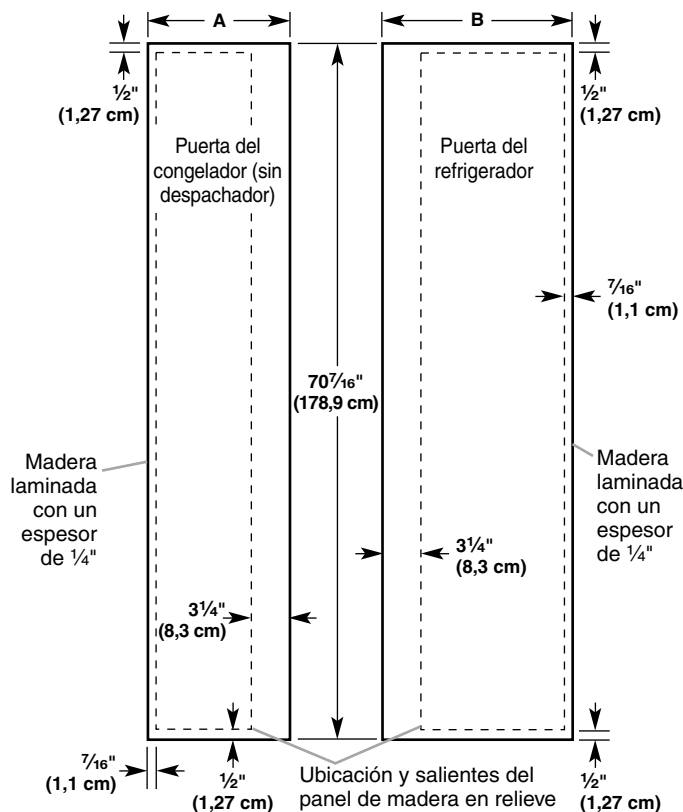 A
B
½"
(1,27 cm)
½"
(1,27 cm)
Puerta del
congelador (sin
despachador)
Puerta del
refrigerador
⁷⁄₁₆"
(1,1 cm)
70⁷⁄₁₆"
(178,9 cm)
Madera
laminada
con un
espesor
de ¼"
Madera
laminada
con un
espesor
de ¼"
3¼"
(8,3 cm)
3¼"
(8,3 cm)
⁷⁄₁₆"
(1,1 cm)
½"
(1,27 cm)
Ubicación y salientes del
panel de madera en relieve
½"
(1,27 cm)